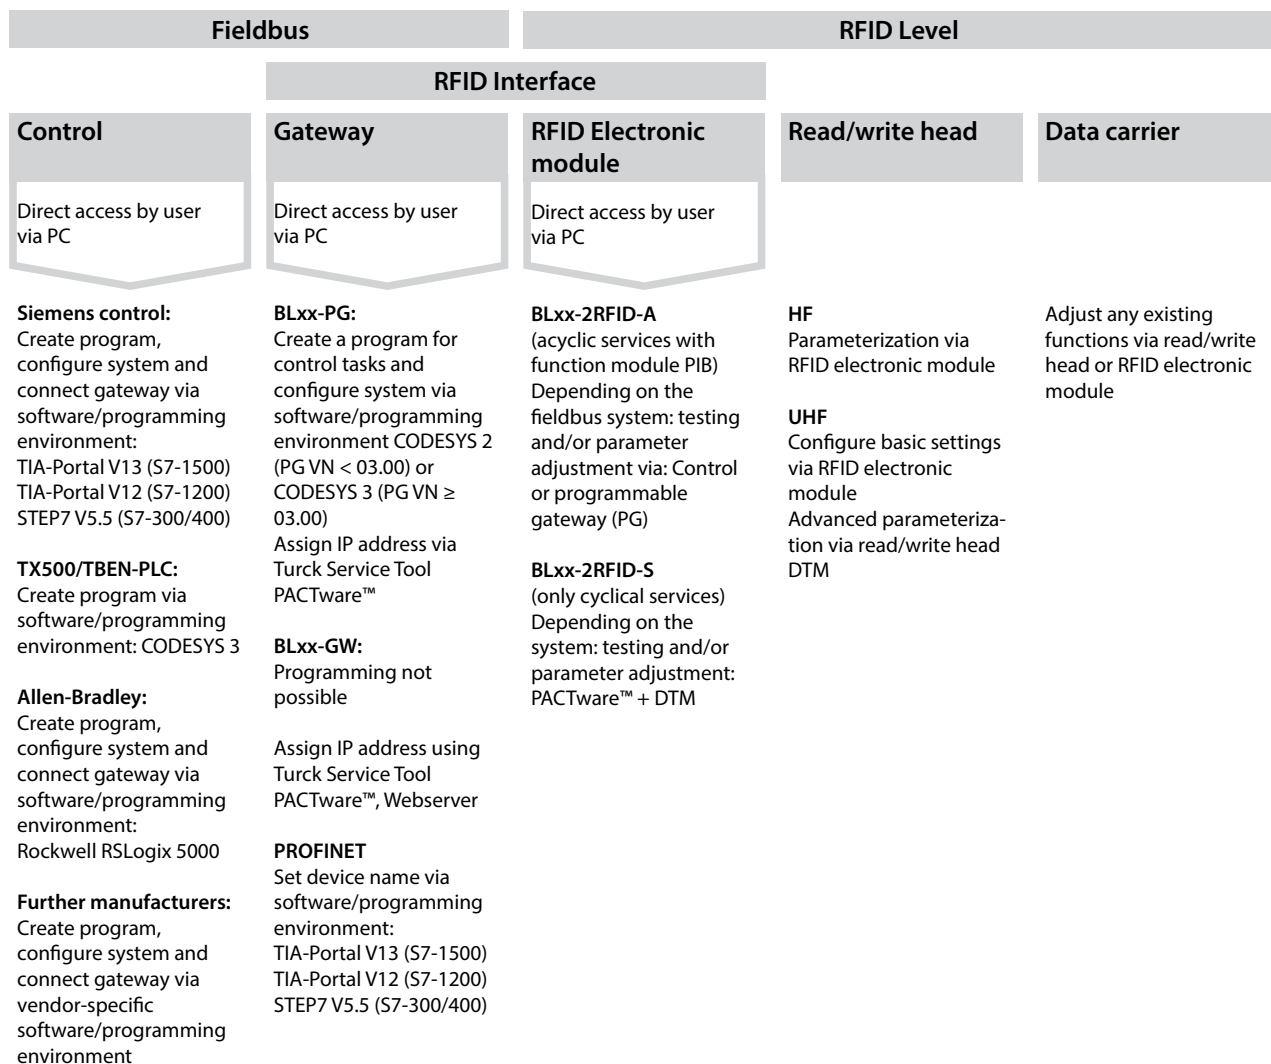 Fieldbus
RFID Level
RFID Interface
Control
Gateway
RFID Electronic
module
Read/write head
Data carrier
Direct access by user
via PC
Direct access by user
via PC
Direct access by user
via PC
Siemens control:
Create program,
configure system and
connect gateway via
software/programming
environment:
TIA-Portal V13 (S7-1500)
TIA-Portal V12 (S7-1200)
STEP7 V5.5 (S7-300/400)
TX500/TBEN-PLC:
Create program via
software/programming
environment: CODESYS 3
Allen-Bradley:
Create program,
configure system and
connect gateway via
software/programming
environment:
Rockwell RSLogix 5000
Further manufacturers:
Create program,
configure system and
connect gateway via
vendor-specific
software/programming
environment
BLxx-PG:
Create a program for
control tasks and
configure system via
software/programming
environment CODESYS 2
(PG VN < 03.00) or
CODESYS 3 (PG VN ≥
03.00)
Assign IP address via
Turck Service Tool
PACTware™
BLxx-GW:
Programming not
possible
Assign IP address using
Turck Service Tool
PACTware™, Webserver
PROFINET
Set device name via
software/programming
environment:
TIA-Portal V13 (S7-1500)
TIA-Portal V12 (S7-1200)
STEP7 V5.5 (S7-300/400)
BLxx-2RFID-A
(acyclic services with
function module PIB)
Depending on the
fieldbus system: testing
and/or parameter
adjustment via: Control
or programmable
gateway (PG)
BLxx-2RFID-S
(only cyclical services)
Depending on the
system: testing and/or
parameter adjustment:
PACTware™ + DTM
HF
Parameterization via
RFID electronic module
UHF
Configure basic settings
via RFID electronic
module
Advanced parameteriza-
tion via read/write head
DTM
Adjust any existing
functions via read/write
head or RFID electronic
module